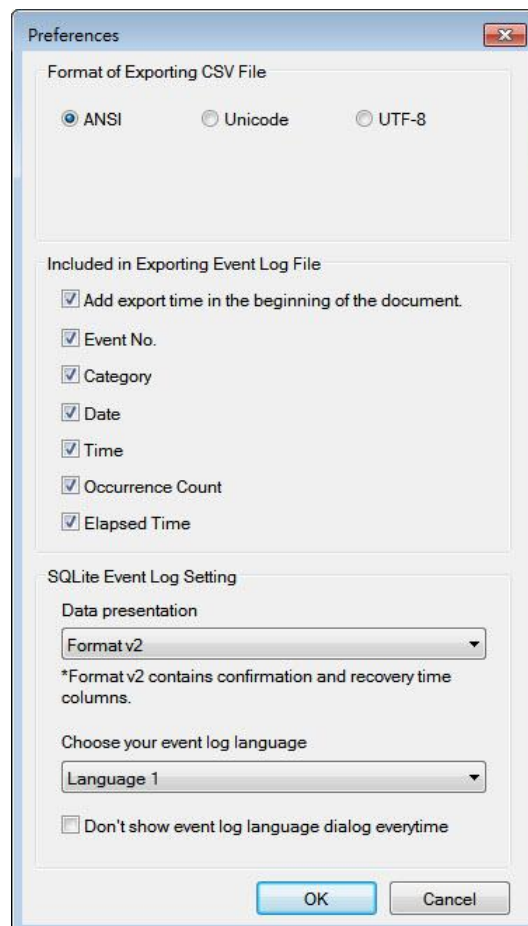 Preferences
Format of Exporting CSV File
ANSI Unicode UTF-8
Included in Exporting Event Log File
Add export time in the beginning of the document.
Event No.
Category
Date
Time
Occurrence Count
Elapsed Time
SQLite Event Log Setting
Data presentation
Format v2
*Format v2 contains confirmation and recovery time
columns.
Choose your event log language
Language 1
Don't show event log language dialog everytime
OK Cancel